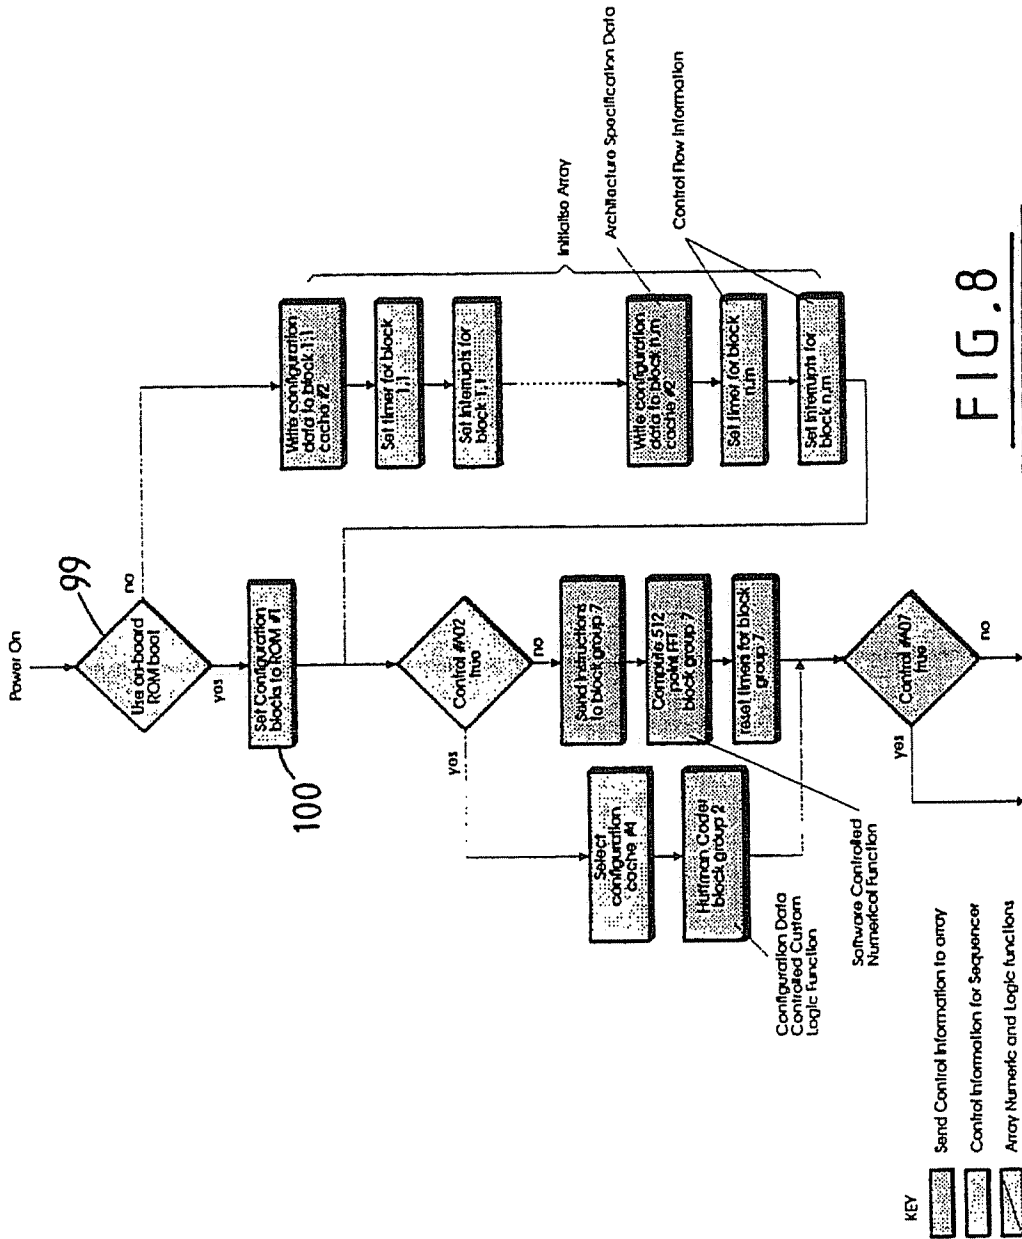 Power On
Use on-board
ROM boot
99
no
yes
Set Configuration
blocks to ROM #1
100
Write configuration
data to block 1,1
cache #2
Set timer for block
1,1
Set Interrupts for
block 1,1
Write configuration
data to block n,m
cache #2
Set timer for block
n,m
Set Interrupts for
block n,m
Initialise Array
Architecture Specification Data
Control flow Information
Control #A02
true
yes
no
Select
configuration
cache #4
Huffman Coder
block group 2
Configuration Data
Controlled Custom
Logic Function
Send Instructions
to block group 7
Compute 512
point FFT
block group 7
reset timers for block
group 7
Software Controlled
Numerical Function
Control #A07
true
yes
no
KEY
Send Control Information to array
Control Information for Sequencer
Array Numeric and Logic functions
FIG.8